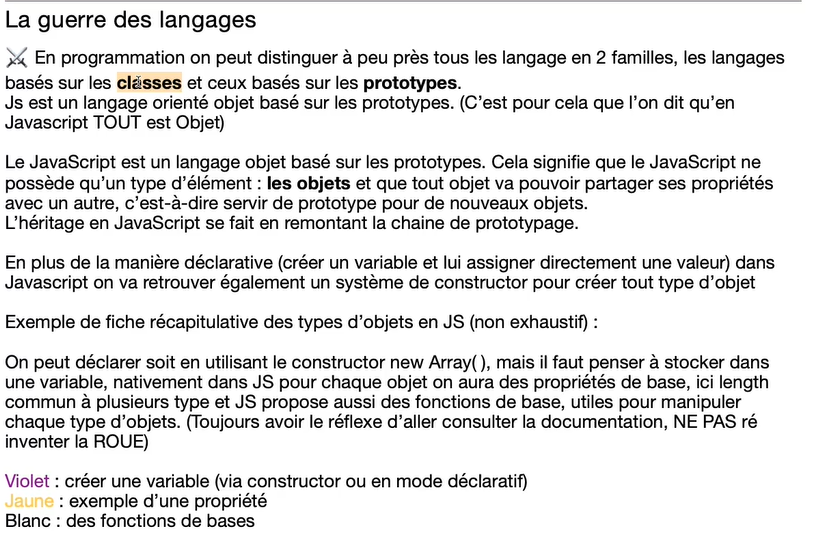 La guerre des langages
⚔ En programmation on peut distinguer à peu près tous les langage en 2 familles, les langages
basés sur les classes et ceux basés sur les prototypes.
Js est un langage orienté objet basé sur les prototypes. (C’est pour cela que l’on dit qu’en
Javascript TOUT est Objet)
Le JavaScript est un langage objet basé sur les prototypes. Cela signifie que le JavaScript ne
possède qu’un type d’élément : les objets et que tout objet va pouvoir partager ses propriétés
avec un autre, c’est-à-dire servir de prototype pour de nouveaux objets.
L’héritage en JavaScript se fait en remontant la chaine de prototypage.
En plus de la manière déclarative (créer un variable et lui assigner directement une valeur) dans
Javascript on va retrouver également un système de constructor pour créer tout type d’objet
Exemple de fiche récapitulative des types d’objets en JS (non exhaustif) :
On peut déclarer soit en utilisant le constructor new Array( ), mais il faut penser à stocker dans
une variable, nativement dans JS pour chaque objet on aura des propriétés de base, ici length
commun à plusieurs type et JS propose aussi des fonctions de base, utiles pour manipuler
chaque type d’objets. (Toujours avoir le réflexe d’aller consulter la documentation, NE PAS ré
inventer la ROUE)
Violet : créer une variable (via constructor ou en mode déclaratif)
Jaune : exemple d’une propriété
Blanc : des fonctions de bases